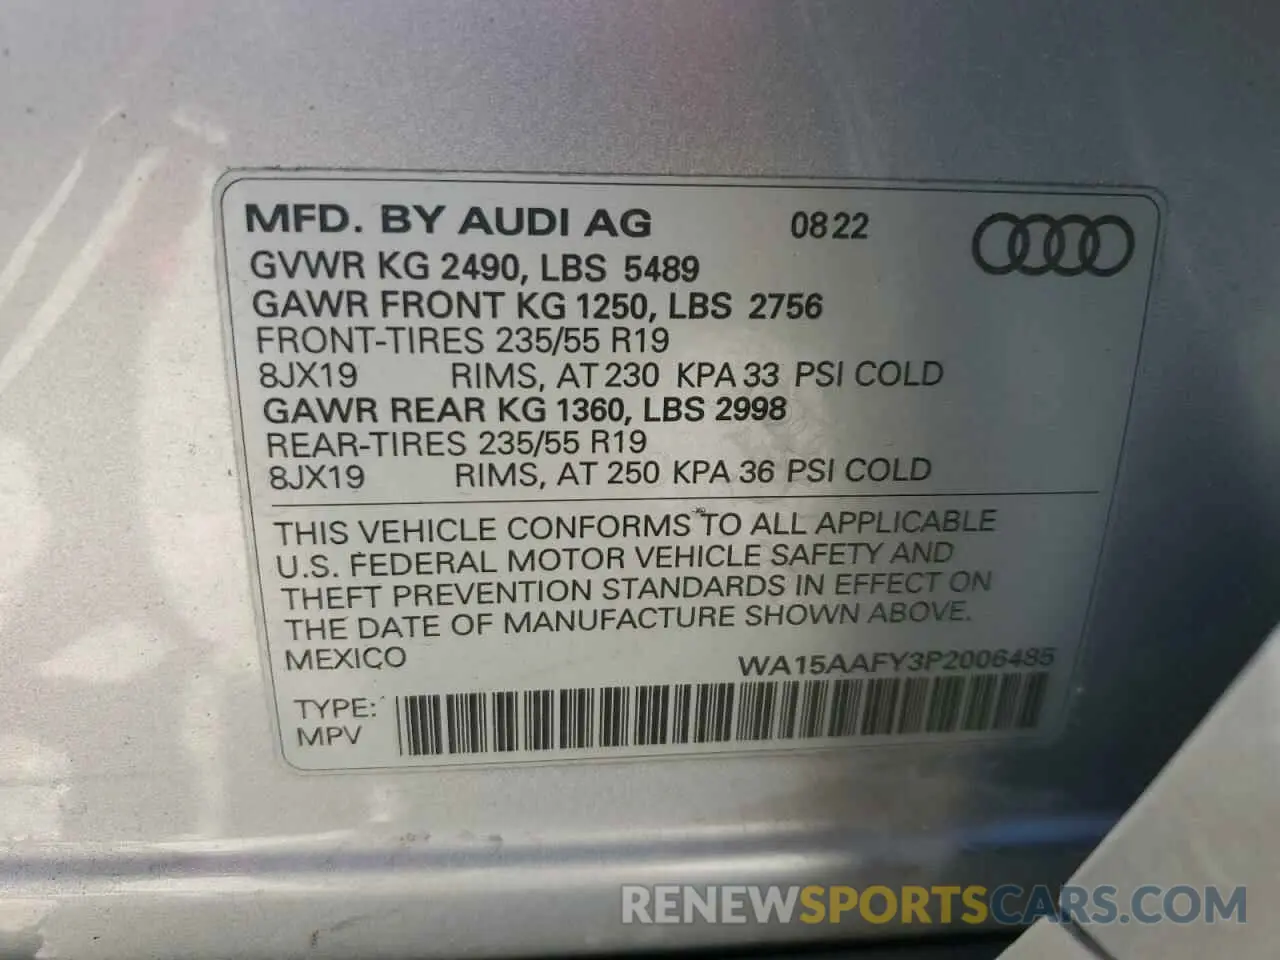 MFD. BY AUDI AG 0822
GVWR KG 2490, LBS 5489
GAWR FRONT KG 1250, LBS 2756
FRONT-TIRES 235/55 R19
8JX19 RIMS, AT 230 KPA 33 PSI COLD
GAWR REAR KG 1360, LBS 2998
REAR-TIRES 235/55 R19
8JX19 RIMS, AT 250 KPA 36 PSI COLD
THIS VEHICLE CONFORMS TO ALL APPLICABLE
U.S. FEDERAL MOTOR VEHICLE SAFETY AND
THEFT PREVENTION STANDARDS IN EFFECT ON
THE DATE OF MANUFACTURE SHOWN ABOVE.
MEXICO WA15AAFY3P2006485
TYPE:
MPV
RENEWSPORTSCARS.COM